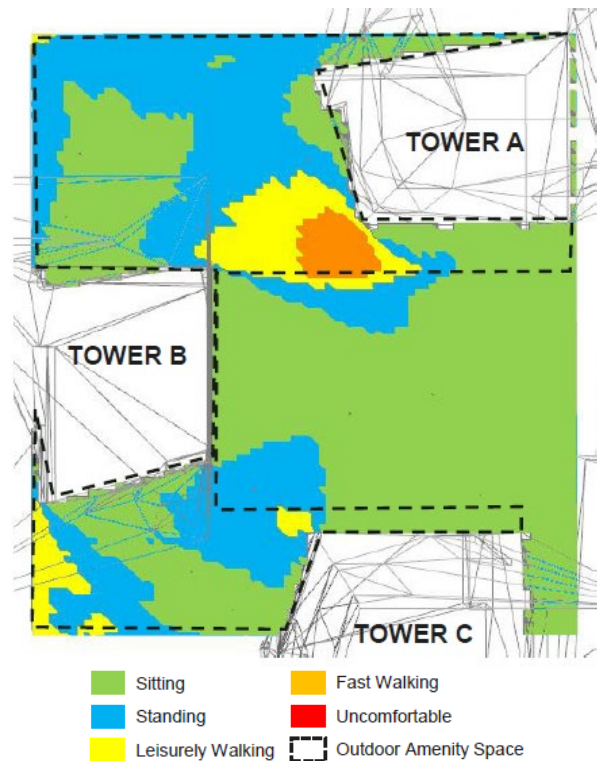 TOWER A
TOWER B
TOWER C
Sitting
Fast Walking
Standing
Uncomfortable
Leisurely Walking
Outdoor Amenity Space